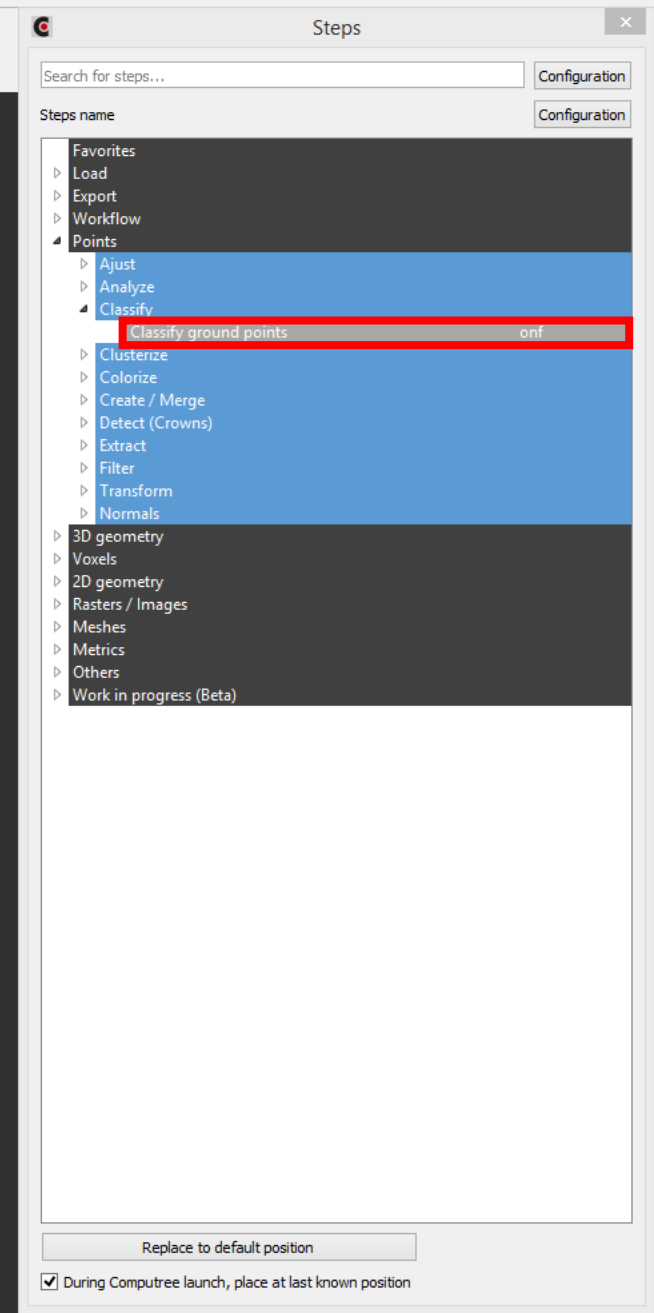 Steps
Search for steps...
Configuration
Steps name
Configuration
Favorites
Load
Export
Workflow
Points
Ajust
Analyze
Classify
Classify ground points onf
Clusterize
Colorize
Create / Merge
Detect (Crowns)
Extract
Filter
Transform
Normals
3D geometry
Voxels
2D geometry
Rasters / Images
Meshes
Metrics
Others
Work in progress (Beta)
Replace to default position
During Computree launch, place at last known position